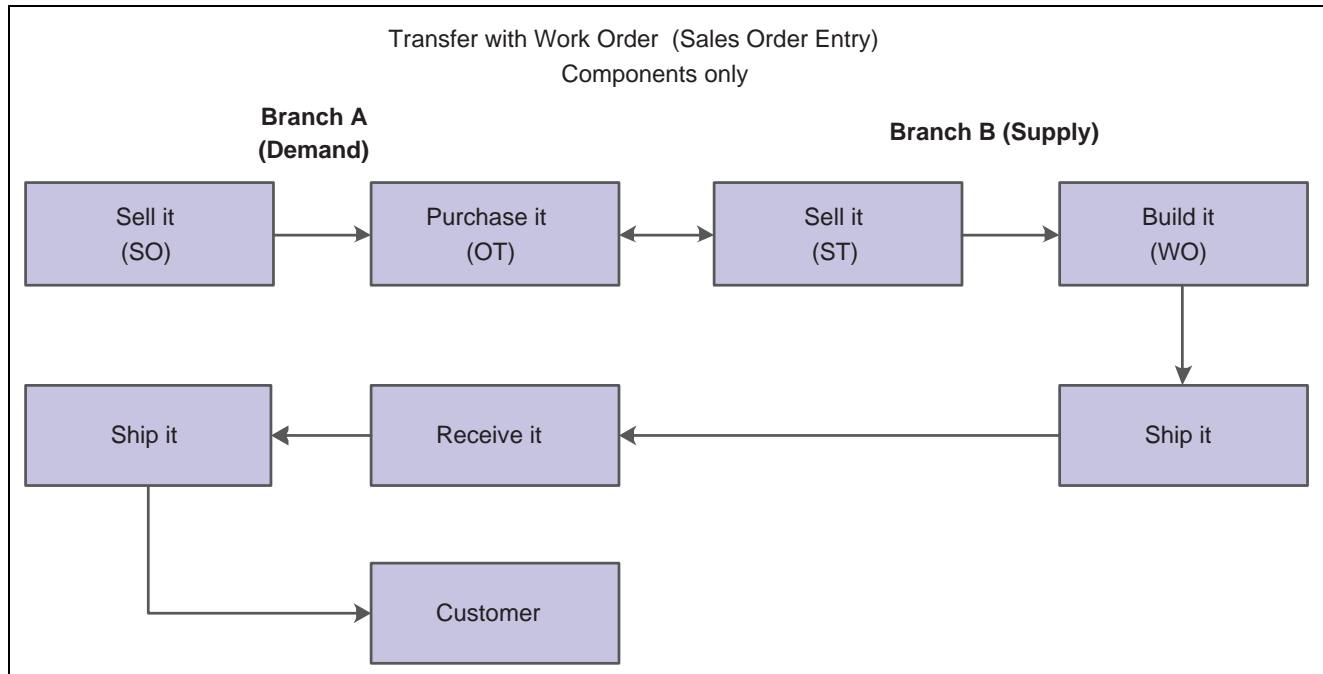 Transfer with Work Order (Sales Order Entry)
Components only
Branch A
(Demand)
Branch B (Supply)
Sell it
(SO)
Purchase it
(OT)
Sell it
(ST)
Build it
(WO)
Ship it
Receive it
Ship it
Customer